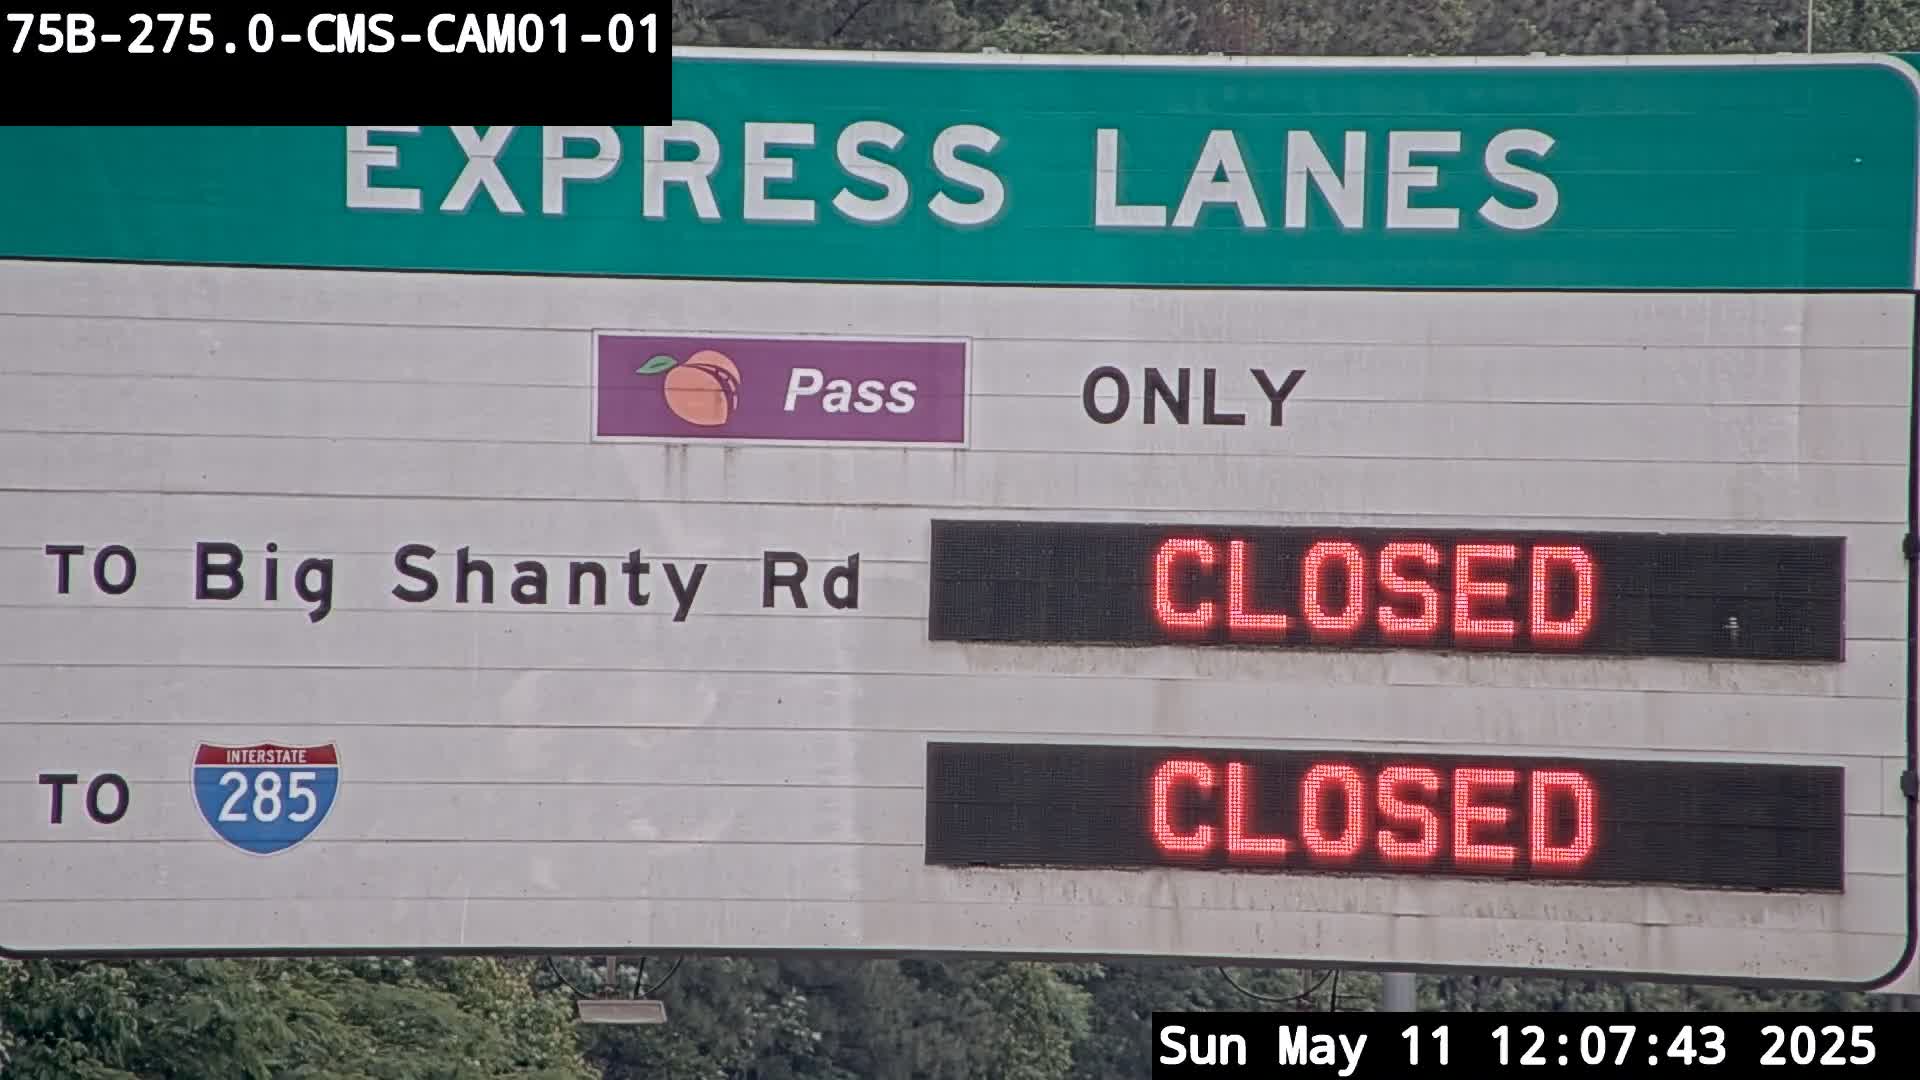 75B-275.0-CMS-CAM01-01
EXPRESS LANES
Pass ONLY
TO Big Shanty Rd CLOSED
TO INTERSTATE 285 CLOSED
Sun May 11 12:07:43 2025